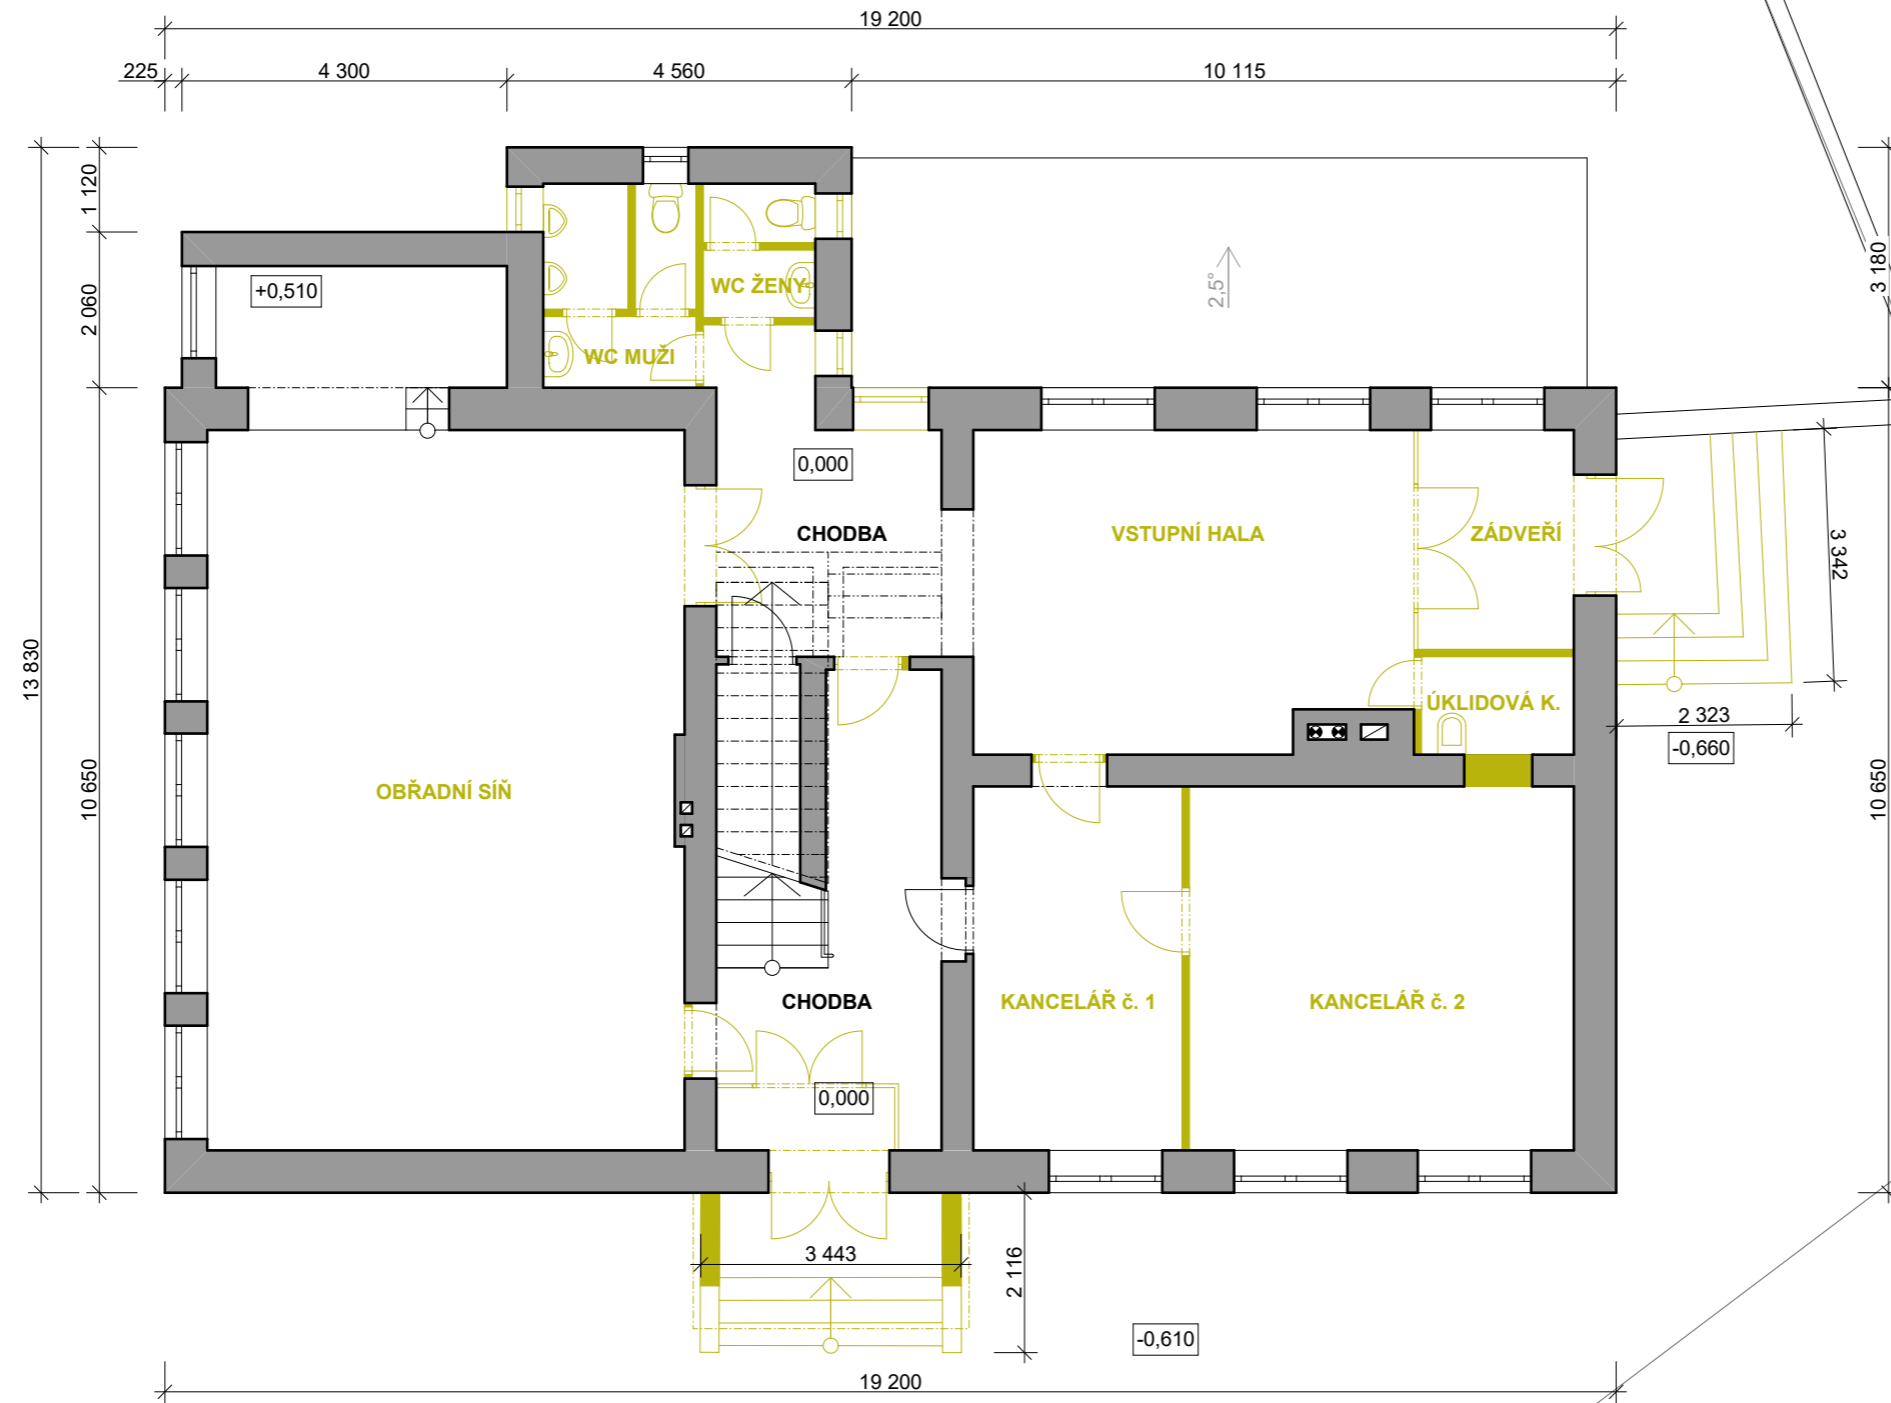 19 200
225
4 300
4 560
10 115
1 120
2 060
+0,510
WC ŽENY
WC MUŽI
2,5°
3 180
0,000
CHODBA
VSTUPNÍ HALA
ZÁDVEŘÍ
3 342
13 830
10 650
OBŘADNÍ SÍŇ
ÚKLIDOVÁ K.
2 323
-0,660
10 650
CHODBA
KANCELÁŘ č. 1
KANCELÁŘ č. 2
0,000
3 443
2 116
-0,610
19 200